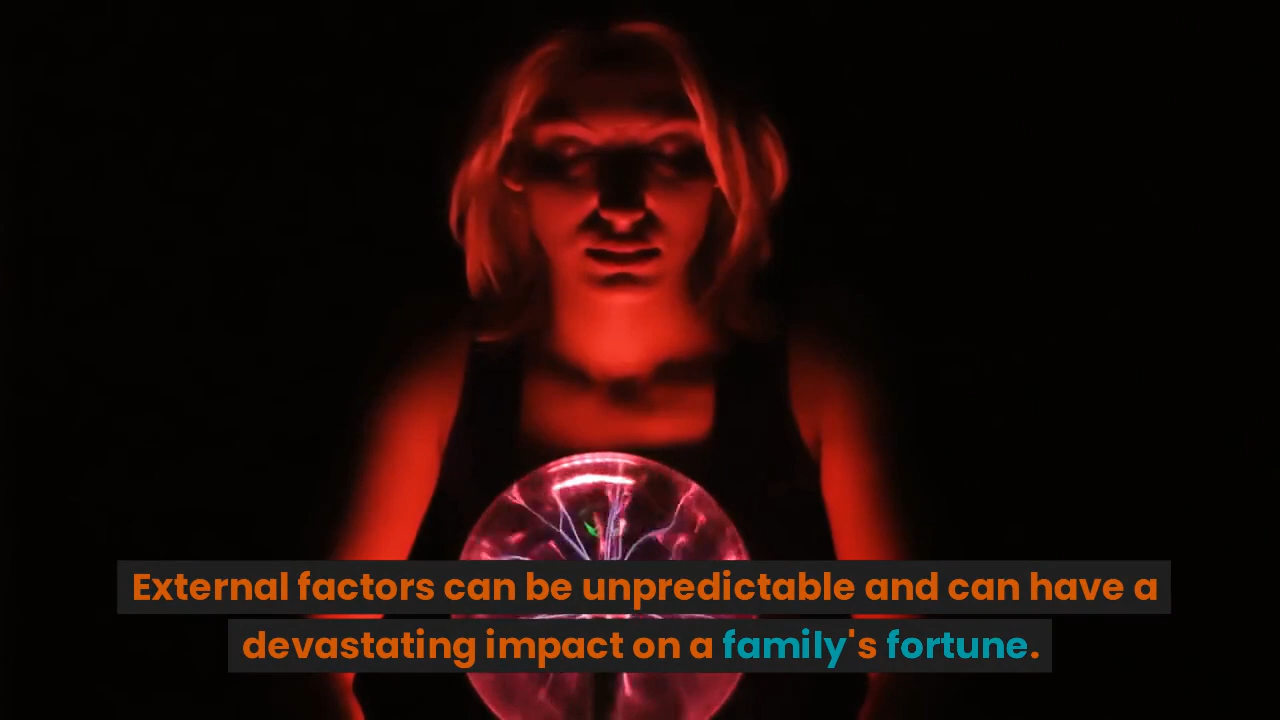 External factors can be unpredictable and can have a
devastating impact on a family's fortune.